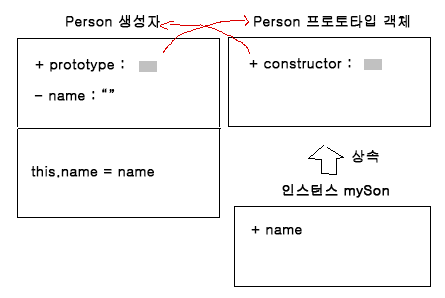 Person 생성자
Person 프로토타입 객체
+ prototype :
- name : “”
this.name = name
+ constructor :
상속
인스턴스 mySon
+ name